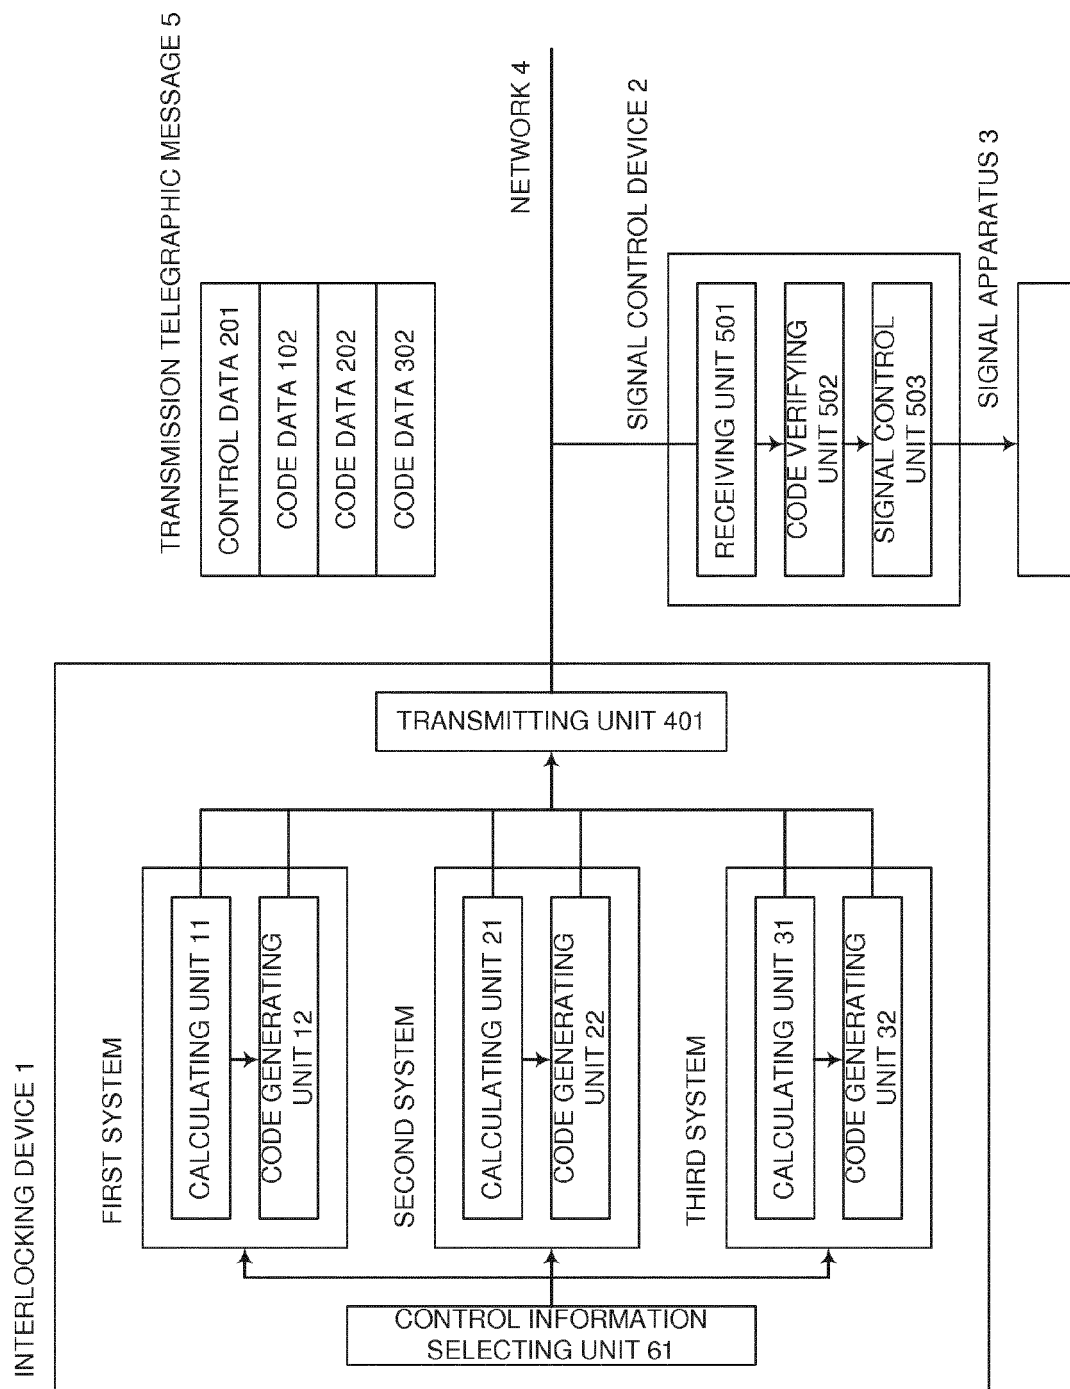 INTERLOCKING DEVICE 1
CONTROL INFORMATION
SELECTING UNIT 61
FIRST SYSTEM
CALCULATING UNIT 11
CODE GENERATING
UNIT 12
SECOND SYSTEM
CALCULATING UNIT 21
CODE GENERATING
UNIT 22
THIRD SYSTEM
CALCULATING UNIT 31
CODE GENERATING
UNIT 32
TRANSMITTING UNIT 401
TRANSMISSION TELEGRAPHIC MESSAGE 5
CONTROL DATA 201
CODE DATA 102
CODE DATA 202
CODE DATA 302
NETWORK 4
SIGNAL CONTROL DEVICE 2
RECEIVING UNIT 501
CODE VERIFYING
UNIT 502
SIGNAL CONTROL
UNIT 503
SIGNAL APPARATUS 3